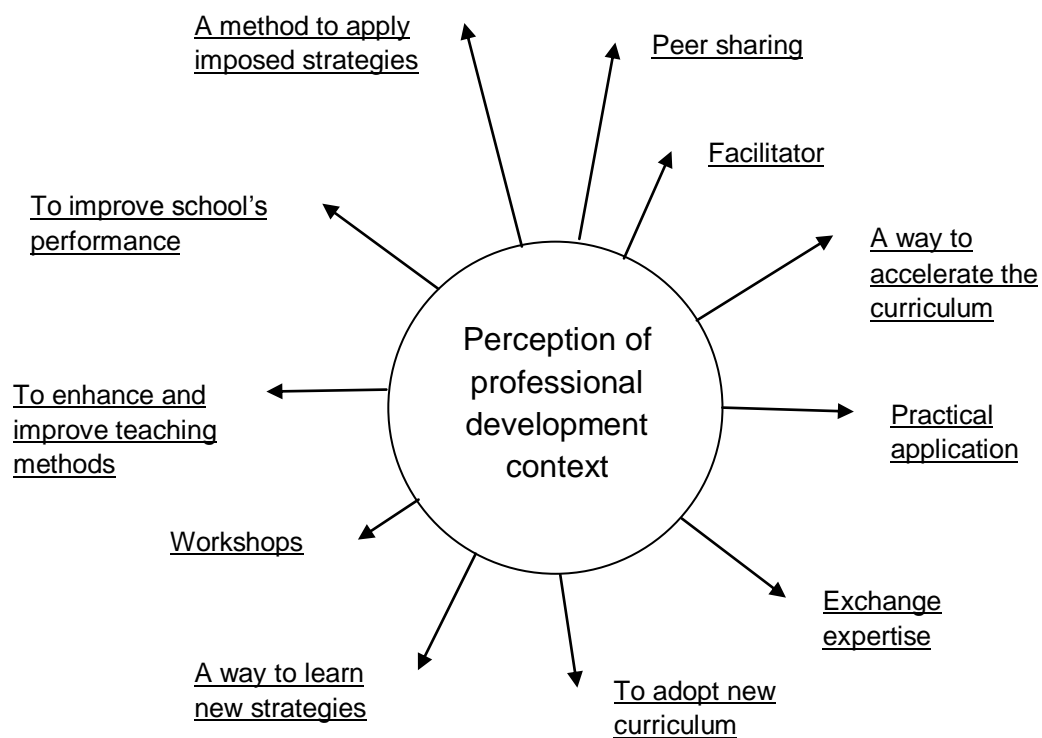 A method to apply
imposed strategies
Peer sharing
Facilitator
To improve school’s
performance
A way to
accelerate the
curriculum
Perception of
professional
development
context
To enhance and
improve teaching
methods
Practical
application
Workshops
Exchange
expertise
A way to learn
new strategies
To adopt new
curriculum